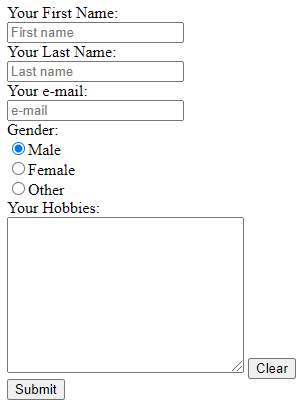 Your First Name:
First name
Your Last Name:
Last name
Your e-mail:
e-mail
Gender:
Male
Female
Other
Your Hobbies:
Clear
Submit